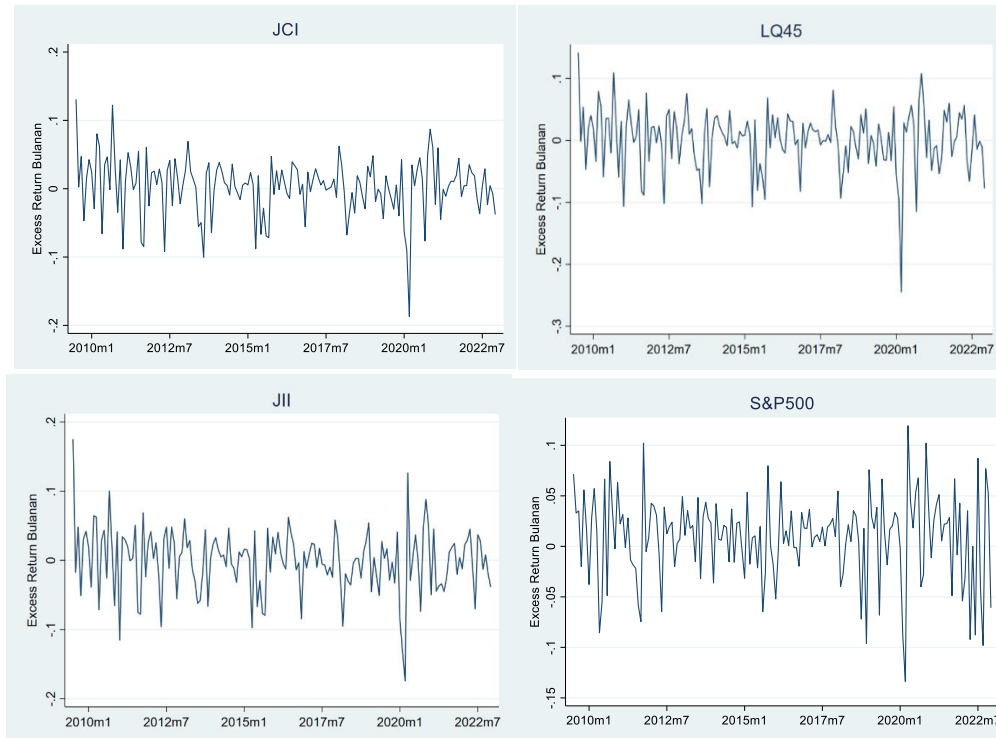 JCI
Excess Return Bulanan
.2
.1
0
-.1
-.2
2010m1 2012m7 2015m1 2017m7 2020m1 2022m7
LQ45
Excess Return Bulanan
.1
0
-.1
-.2
-.3
2010m1 2012m7 2015m1 2017m7 2020m1 2022m7
JII
Excess Return Bulanan
.2
.1
0
-.1
-.2
2010m1 2012m7 2015m1 2017m7 2020m1 2022m7
S&P500
Excess Return Bulanan
.1
.05
0
-.05
-.1
-.15
2010m1 2012m7 2015m1 2017m7 2020m1 2022m7